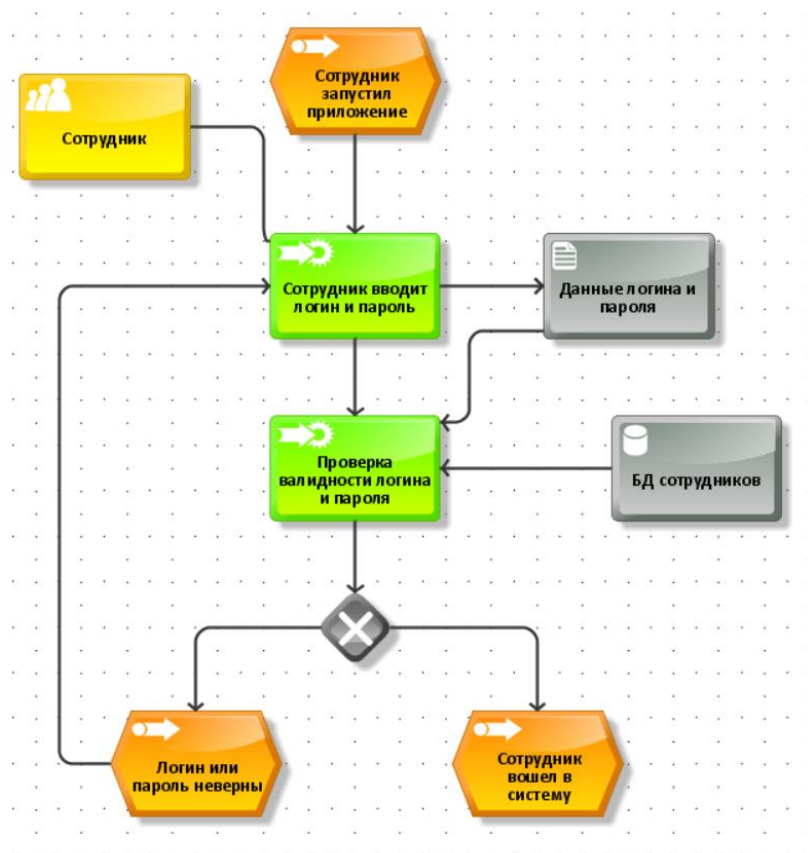 Сотрудник
запустил
приложение
Сотрудник
Сотрудник вводит
логин и пароль
Данные логина и
пароля
Проверка
валидности логина
и пароля
БД сотрудников
Логин или
пароль неверны
Сотрудник
вошел в
систему